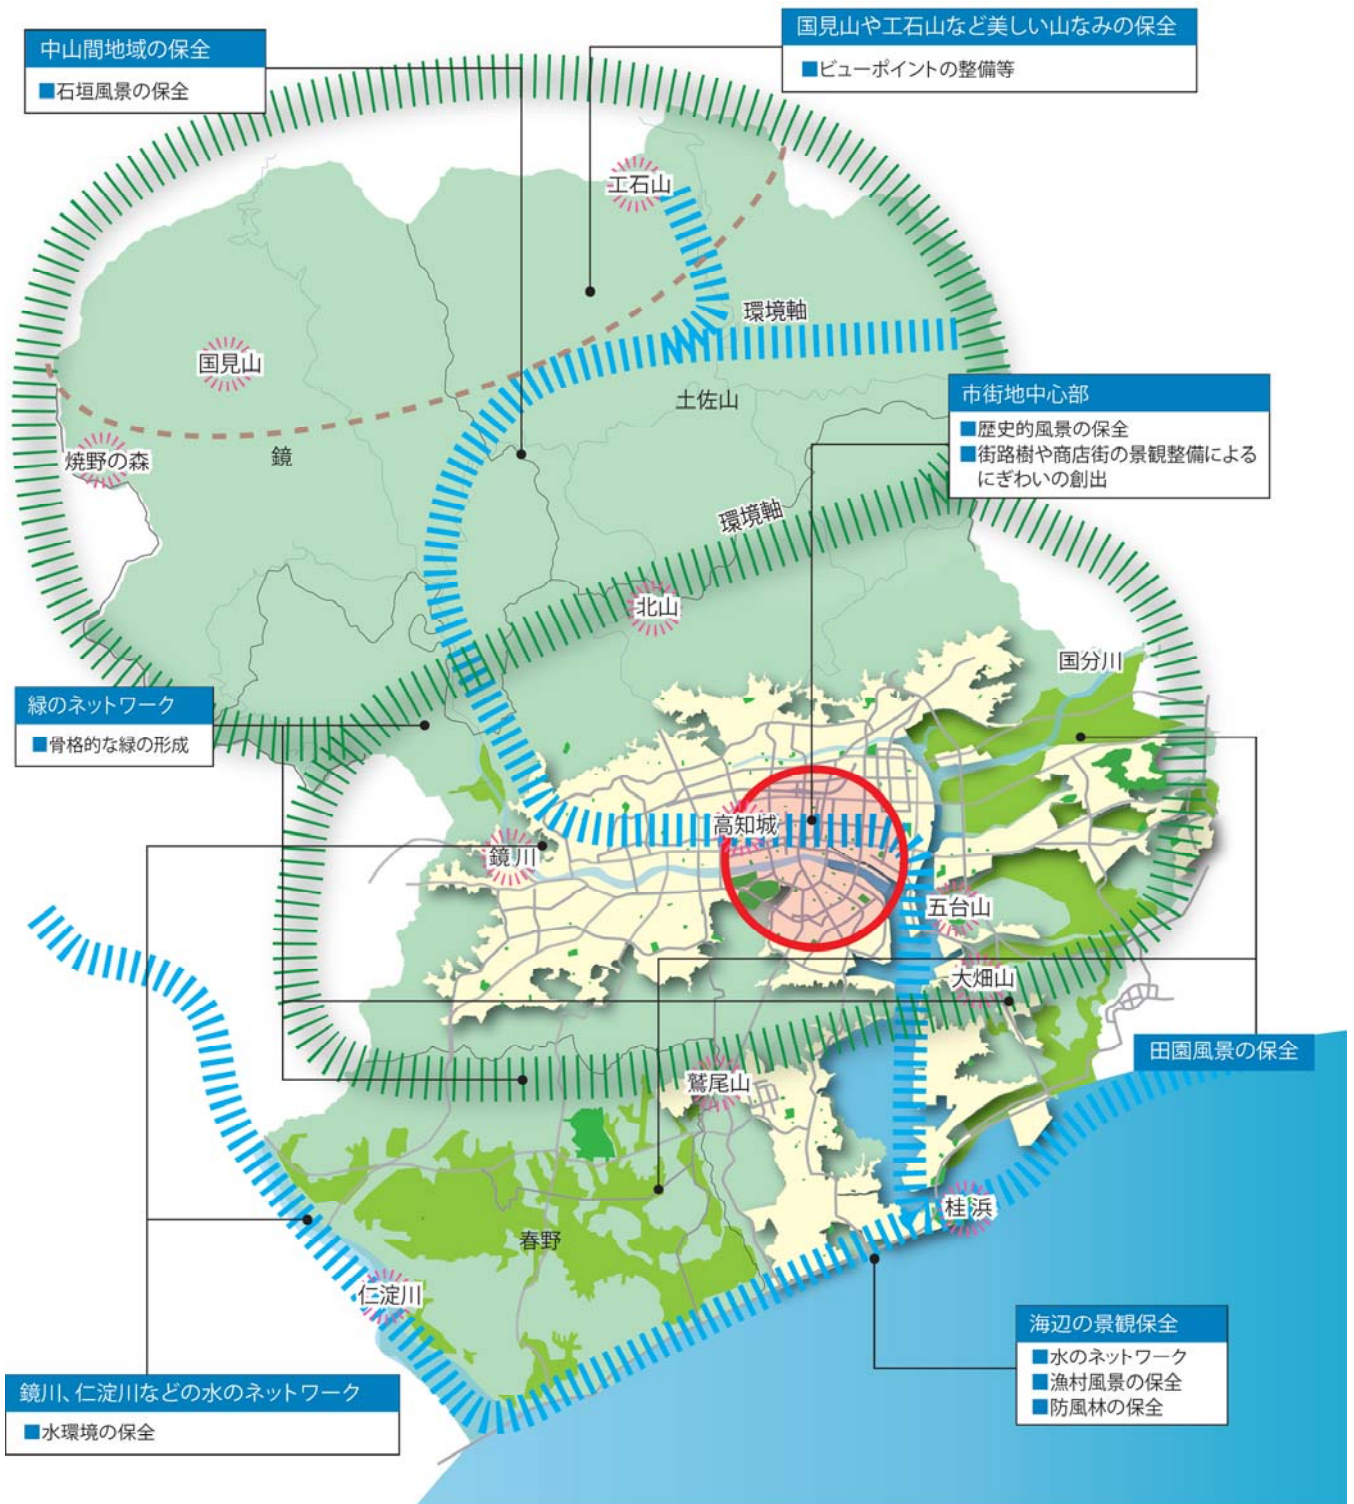 国見山や工石山など美しい山なみの保全
■ビューポイントの整備等
中山間地域の保全
■石垣風景の保全
工石山
環境軸
国見山
土佐山
市街地中心部
■歴史的風景の保全
■街路樹や商店街の景観整備による
にぎわいの創出
焼野の森
鏡
環境軸
北山
国分川
緑のネットワーク
■骨格的な緑の形成
高知城
鏡川
五台山
大畑山
田園風景の保全
鷲尾山
桂浜
春野
仁淀川
海辺の景観保全
■水のネットワーク
■漁村風景の保全
■防風林の保全
鏡川、仁淀川などの水のネットワーク
■水環境の保全